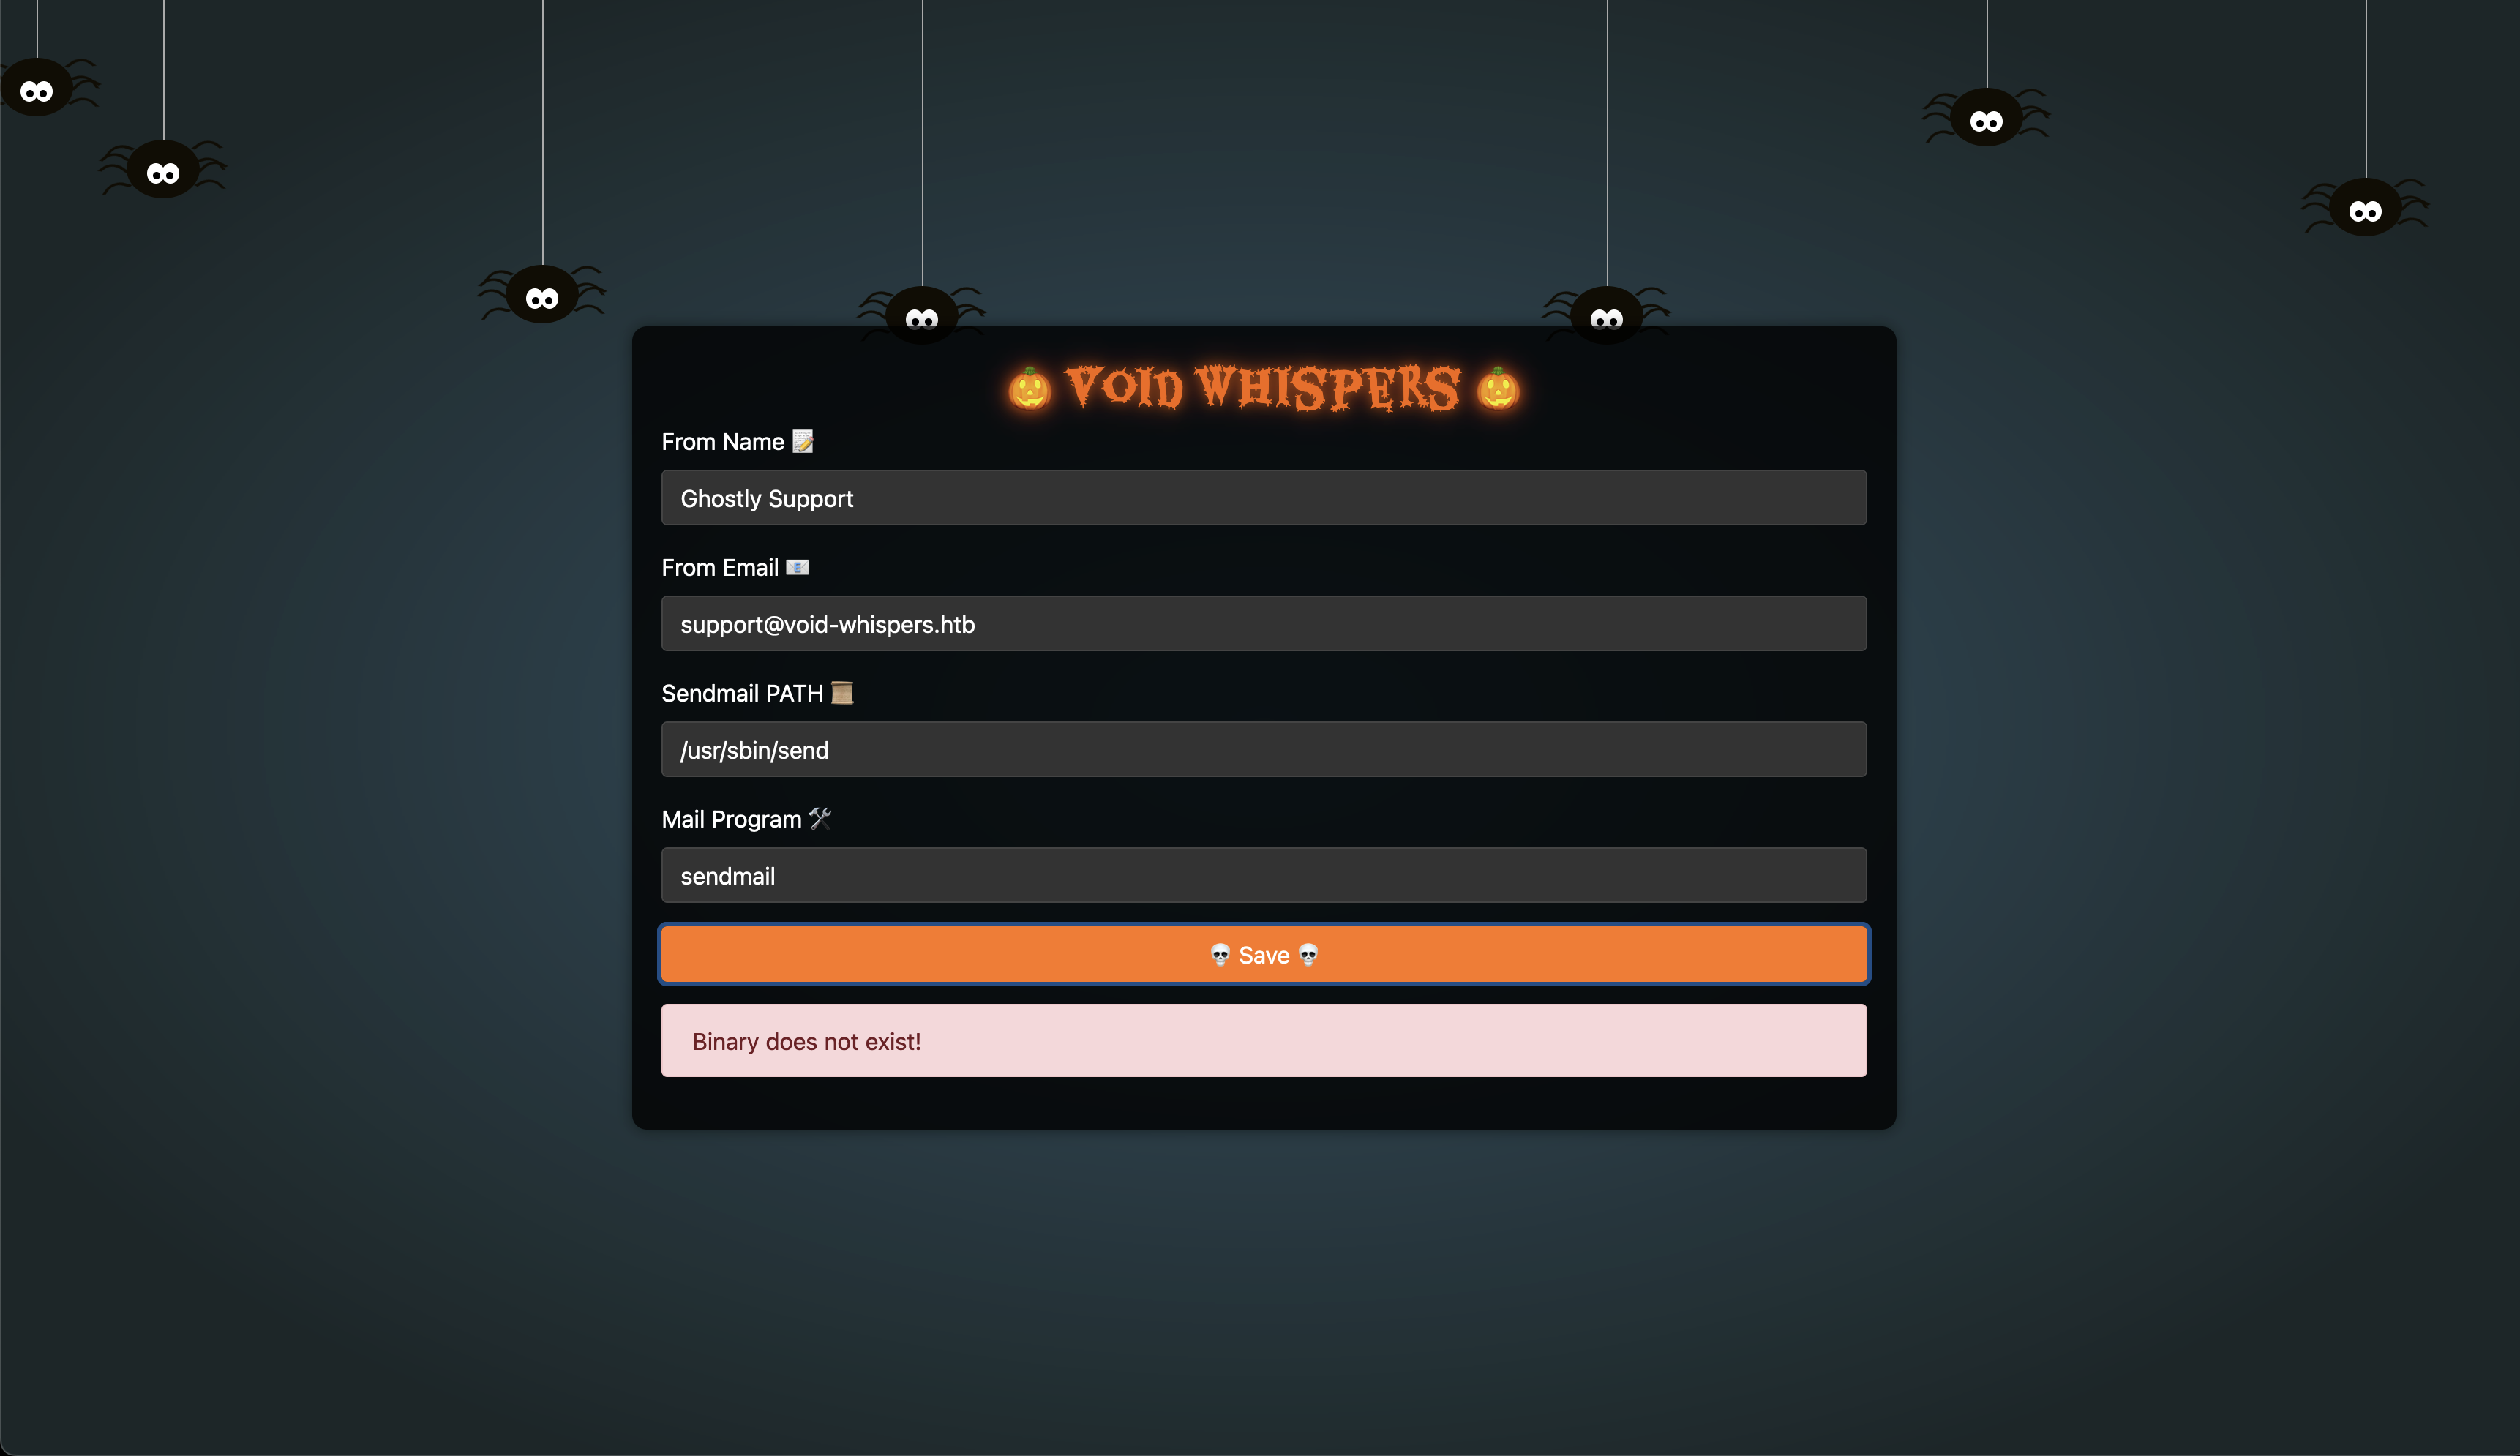 🎃 VOID WHISPERS 🎃
From Name 📝
Ghostly Support
From Email 📧
support@void-whispers.htb
Sendmail PATH 📜
/usr/sbin/send
Mail Program 🛠️
sendmail
💀 Save 💀
Binary does not exist!